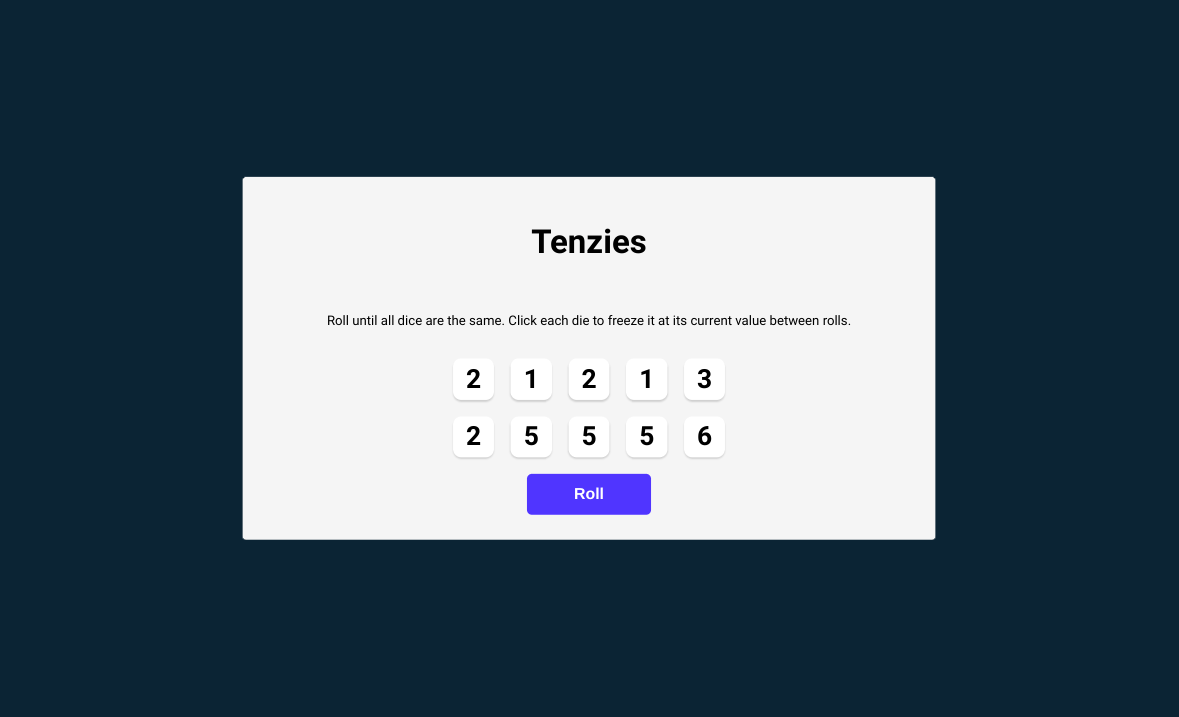 Tenzies
Roll until all dice are the same. Click each die to freeze it at its current value between rolls.
2 1 2 1 3
2 5 5 5 6
Roll